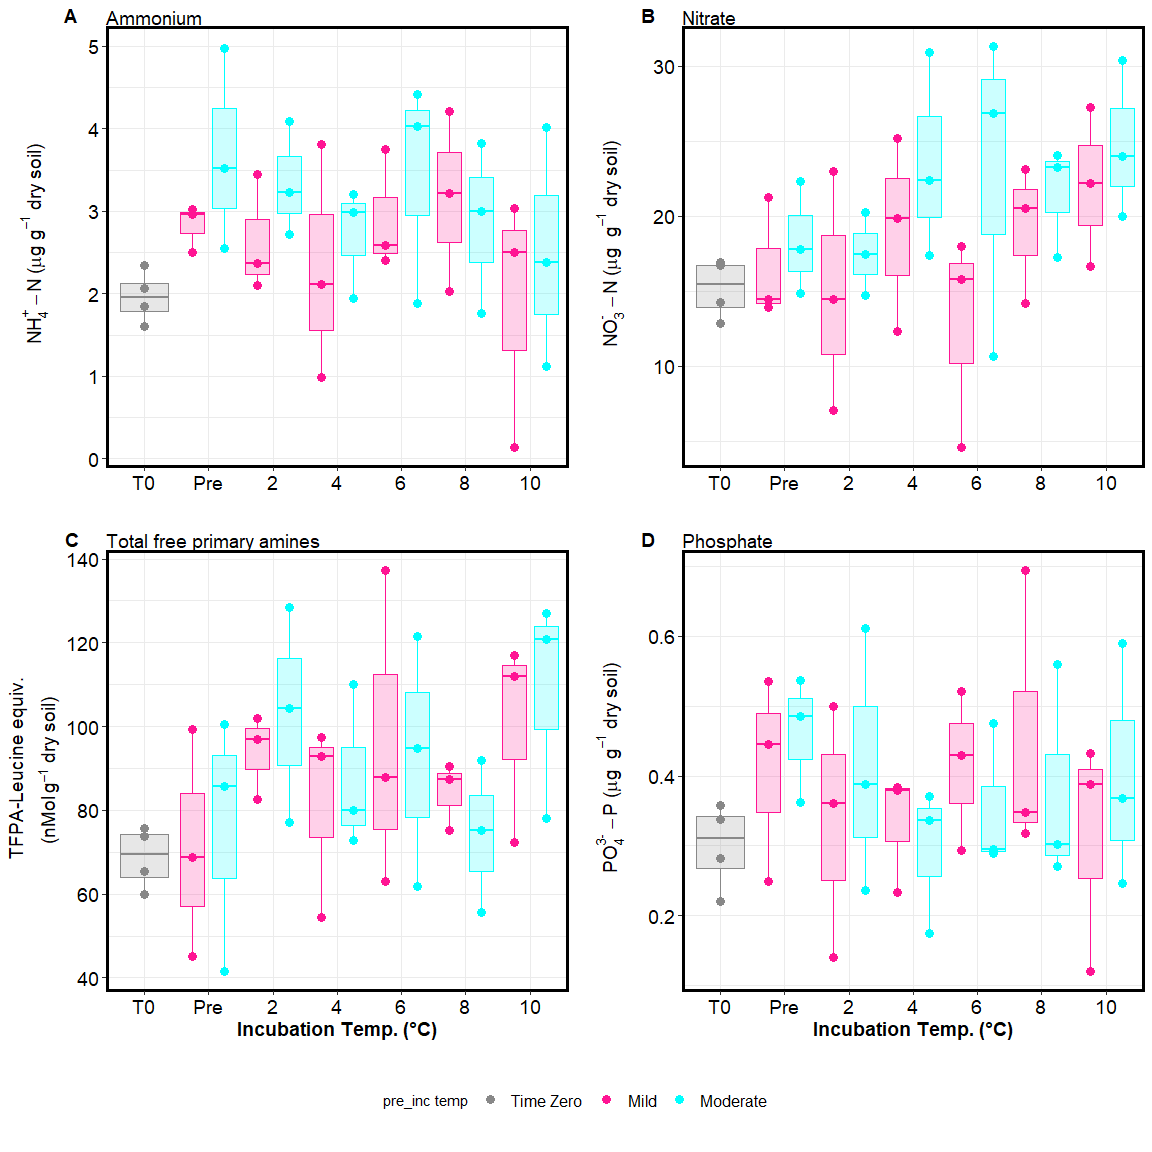 A Ammonium
5
4
3
2
1
0
NH₄⁺ – N (μg g⁻¹ dry soil)
T0 Pre 2 4 6 8 10
B Nitrate
30
20
10
NO₃⁻ – N (μg g⁻¹ dry soil)
T0 Pre 2 4 6 8 10
C Total free primary amines
140
120
100
80
60
40
TFPA-Leucine equiv.
(nMol g⁻¹ dry soil)
T0 Pre 2 4 6 8 10
Incubation Temp. (°C)
D Phosphate
0.6
0.4
0.2
PO₄³⁻ – P (μg g⁻¹ dry soil)
T0 Pre 2 4 6 8 10
Incubation Temp. (°C)
pre_inc temp Time Zero Mild Moderate